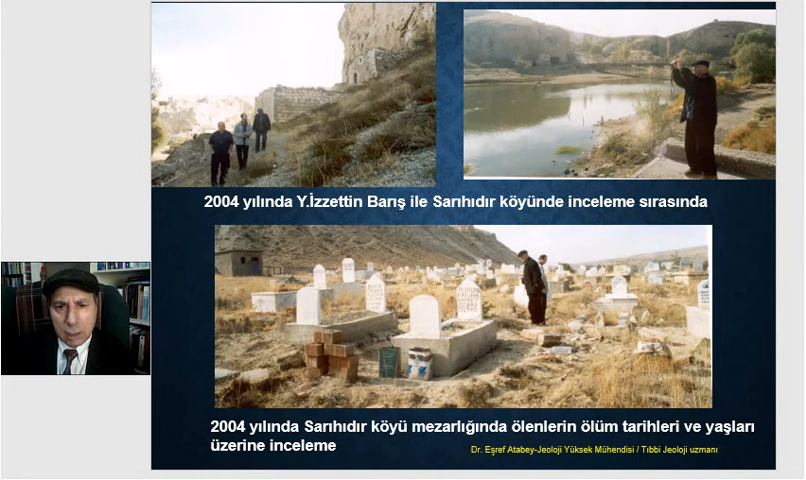 2004 yılında Y.İzzettin Barış ile Sarıhıdır köyünde inceleme sırasında
2004 yılında Sarıhıdır köyü mezarlığında ölenlerin ölüm tarihleri ve yaşları
üzerine inceleme
Dr. Eşref Atabey-Jeoloji Yüksek Mühendisi / Tıbbi Jeoloji uzmanı